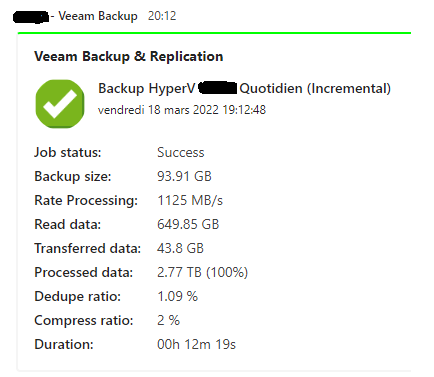 - Veeam Backup 20:12
Veeam Backup & Replication
Backup HyperV Quotidien (Incremental)
vendredi 18 mars 2022 19:12:48
Job status: Success
Backup size: 93.91 GB
Rate Processing: 1125 MB/s
Read data: 649.85 GB
Transferred data: 43.8 GB
Processed data: 2.77 TB (100%)
Dedupe ratio: 1.09 %
Compress ratio: 2 %
Duration: 00h 12m 19s